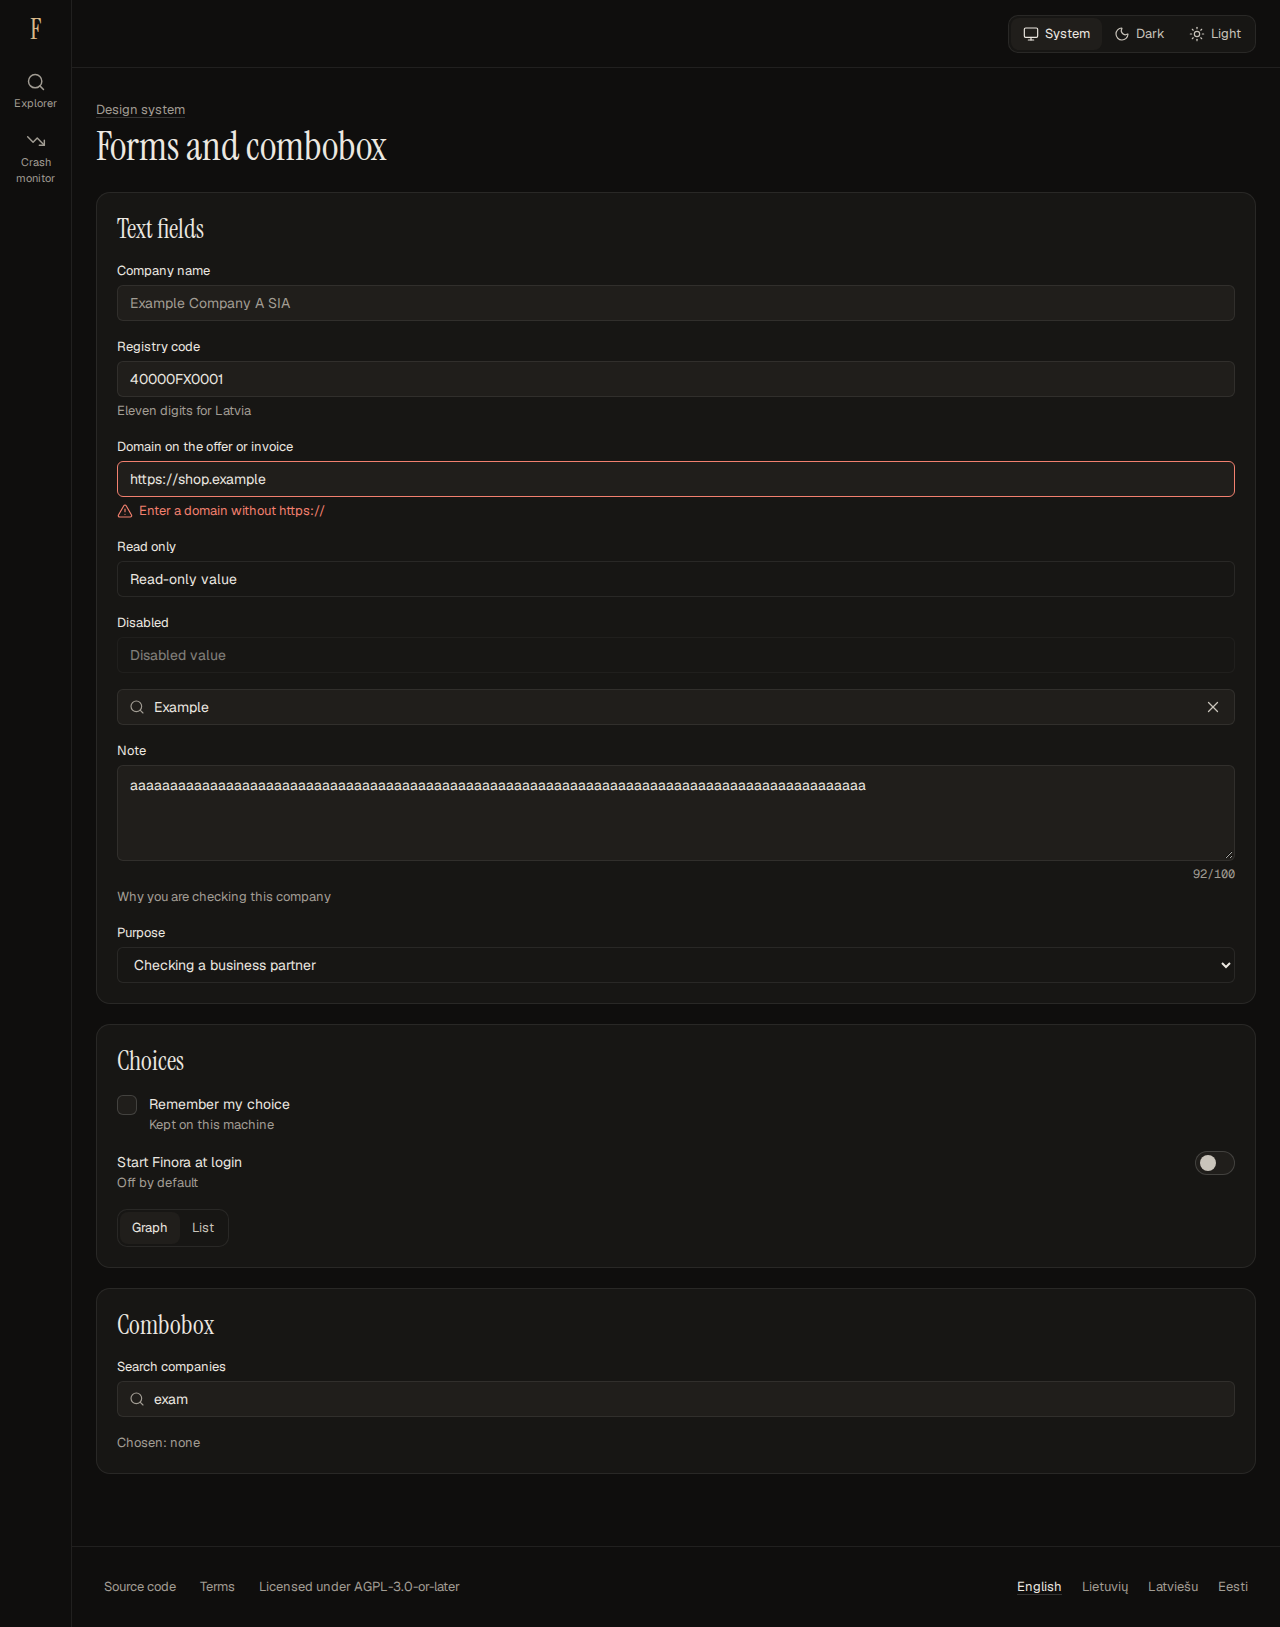 F
System
Dark
Light
Explorer
Crash
monitor
Design system
Forms and combobox
Text fields
Company name
Example Company A SIA
Registry code
40000FX0001
Eleven digits for Latvia
Domain on the offer or invoice
https://shop.example
Enter a domain without https://
Read only
Read-only value
Disabled
Disabled value
Example
Note
aaaaaaaaaaaaaaaaaaaaaaaaaaaaaaaaaaaaaaaaaaaaaaaaaaaaaaaaaaaaaaaaaaaaaaaaaaaaaaaaaaaaaaaaaaaa
92/100
Why you are checking this company
Purpose
Checking a business partner
Choices
Remember my choice
Kept on this machine
Start Finora at login
Off by default
Graph
List
Combobox
Search companies
exam
Chosen: none
Source code
Terms
Licensed under AGPL-3.0-or-later
English
Lietuvių
Latviešu
Eesti